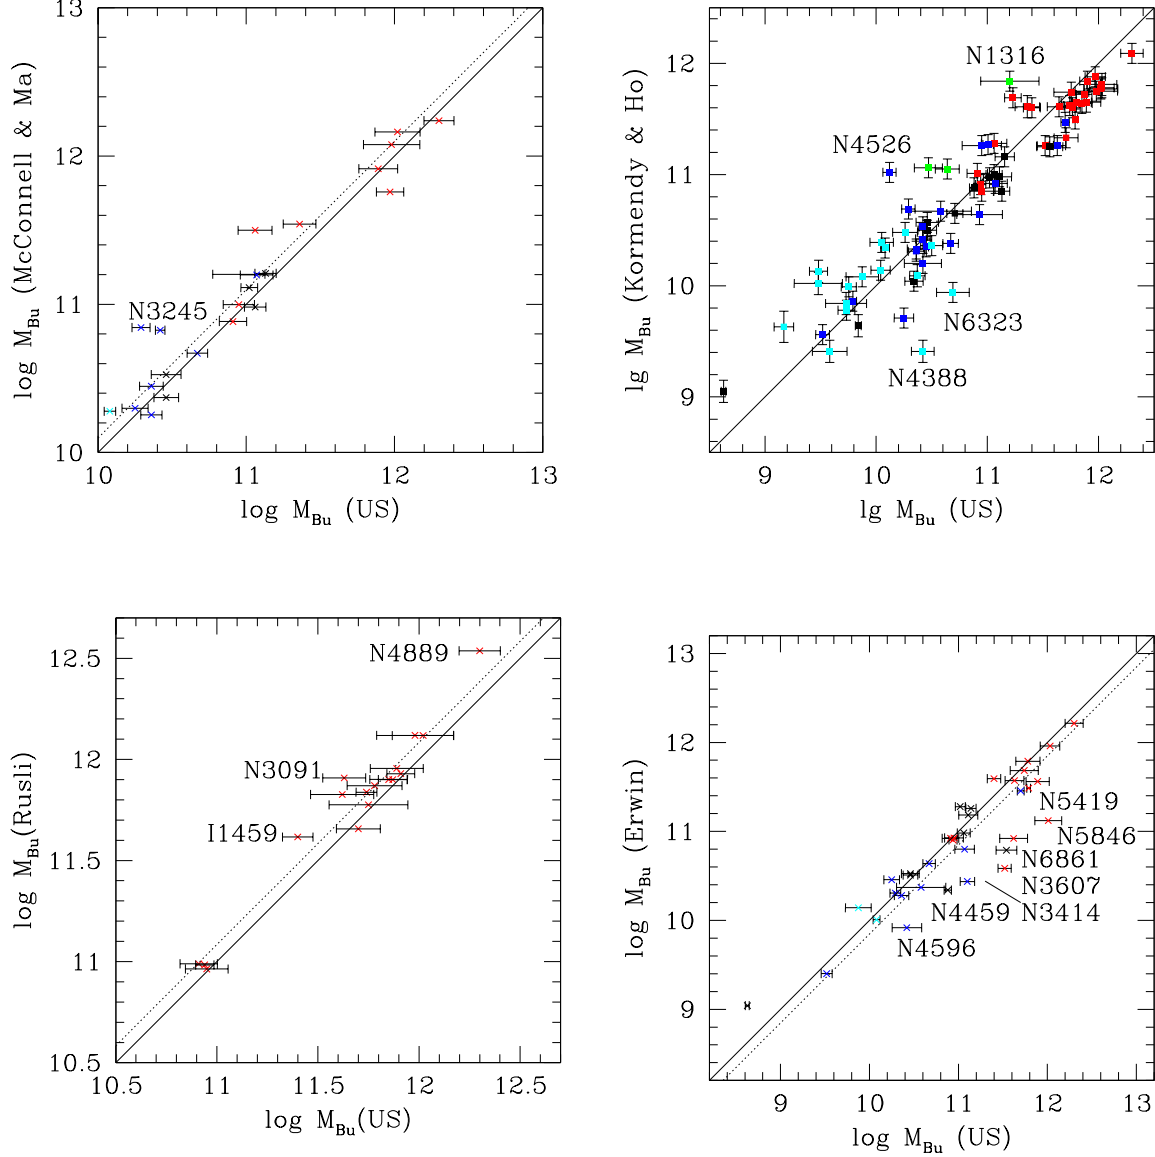 13
12
11
10
10
11
12
13
N3245
log M_Bu (McConnell & Ma)
log M_Bu (US)
12
11
10
9
9
10
11
12
N1316
N4526
N6323
N4388
lg M_Bu (Kormendy & Ho)
lg M_Bu (US)
12.5
12
11.5
11
10.5
10.5
11
11.5
12
12.5
N4889
N3091
I1459
log M_Bu(Rusli)
log M_Bu(US)
13
12
11
10
9
9
10
11
12
13
N5419
N5846
N6861
N3607
N3414
N4459
N4596
log M_Bu (Erwin)
log M_Bu (US)